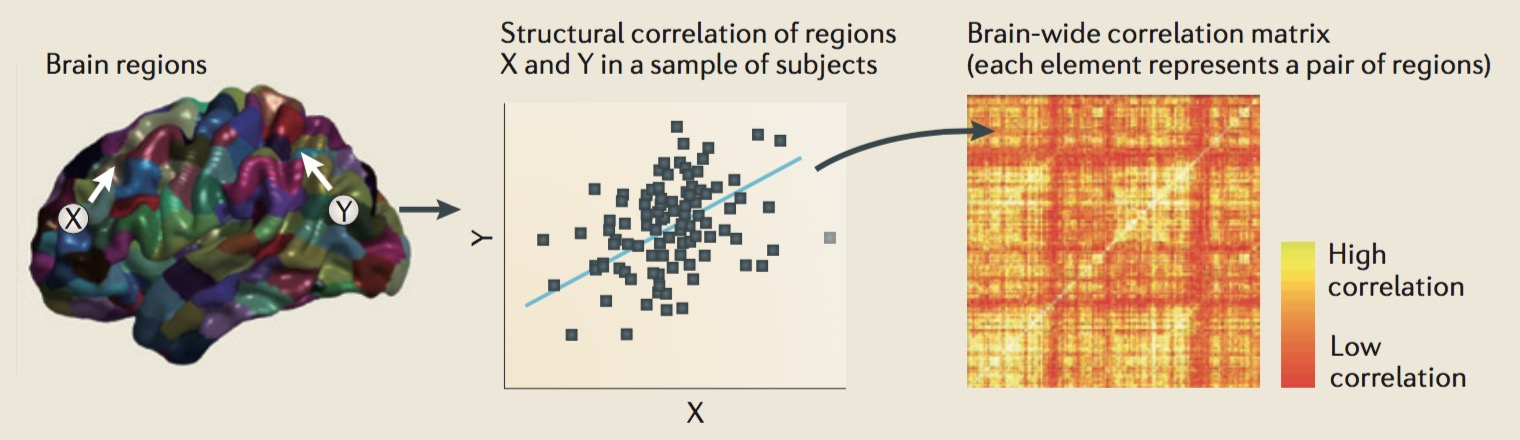 Brain regions
X
Y
Structural correlation of regions
X and Y in a sample of subjects
Y
X
Brain-wide correlation matrix
(each element represents a pair of regions)
High
correlation
Low
correlation